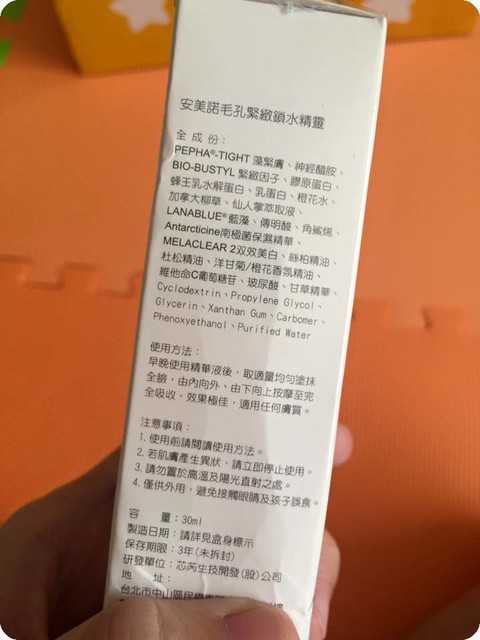 安美諾毛孔緊緻鎖水精靈
全成份：
PEPHA®-TIGHT 藻緊膚、神經醯胺、
BIO-BUSTYL 緊緻因子、膠原蛋白、
蜂王乳水解蛋白、乳蛋白、橙花水、
加拿大柳草、仙人掌萃取液、
LANABLUE® 藍藻、傳明酸、角鯊烯、
Antarcticine南極菌保濕精華、
MELACLEAR 2双效美白、絲柏精油、
杜松精油、洋甘菊/橙花香氛精油、
維他命C葡萄糖苷、玻尿酸、甘草精華、
Cyclodextrin、Propylene Glycol、
Glycerin、Xanthan Gum、Carbomer、
Phenoxyethanol、Purified Water
使用方法：
早晚使用精華液後，取適量均勻塗抹
全臉，由內向外、由下向上按摩至完
全吸收，效果極佳，適用任何膚質。
注意事項：
1. 使用前請閱讀使用方法。
2. 若肌膚產生異狀，請立即停止使用。
3. 請勿置於高溫及陽光直射之處。
4. 僅供外用，避免接觸眼睛及孩子誤食。
容　　量：30ml
製造日期：請詳見盒身標示
保存期限：3年(未拆封)
研發單位：芯芮生技開發(股)公司
地　　址：
台北市中山區民